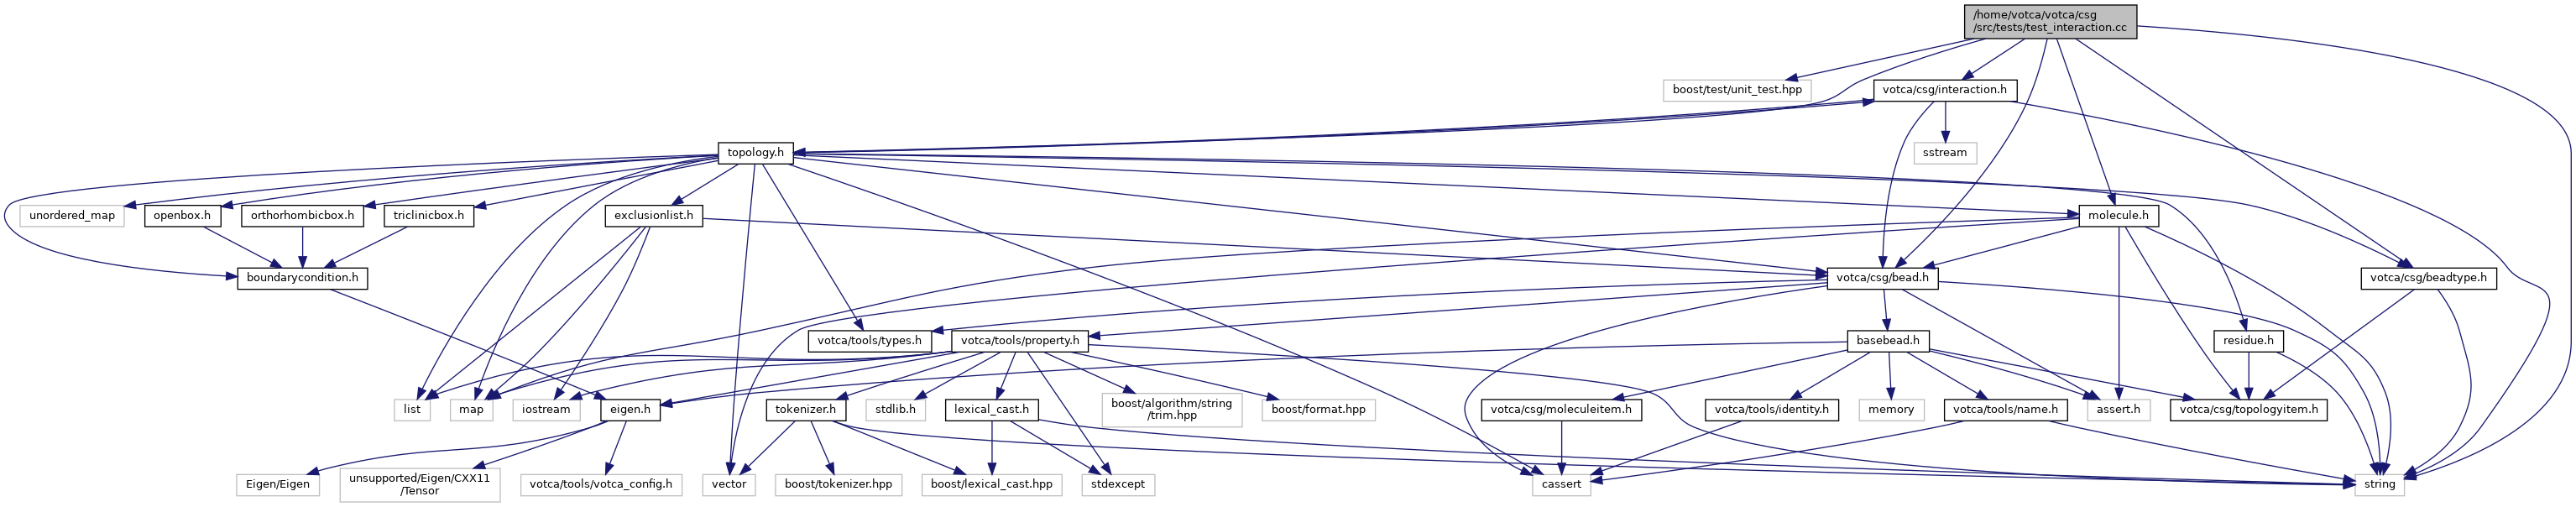 /home/votca/votca/csg
/src/tests/test_interaction.cc
boost/test/unit_test.hpp
votca/csg/interaction.h
topology.h
sstream
unordered_map
openbox.h
orthorhombicbox.h
triclinicbox.h
exclusionlist.h
molecule.h
boundarycondition.h
votca/csg/bead.h
votca/csg/beadtype.h
votca/tools/types.h
votca/tools/property.h
basebead.h
residue.h
list
map
iostream
eigen.h
tokenizer.h
stdlib.h
lexical_cast.h
boost/algorithm/string
/trim.hpp
boost/format.hpp
votca/csg/moleculeitem.h
votca/tools/identity.h
memory
votca/tools/name.h
assert.h
votca/csg/topologyitem.h
Eigen/Eigen
unsupported/Eigen/CXX11
/Tensor
votca/tools/votca_config.h
vector
boost/tokenizer.hpp
boost/lexical_cast.hpp
stdexcept
cassert
string